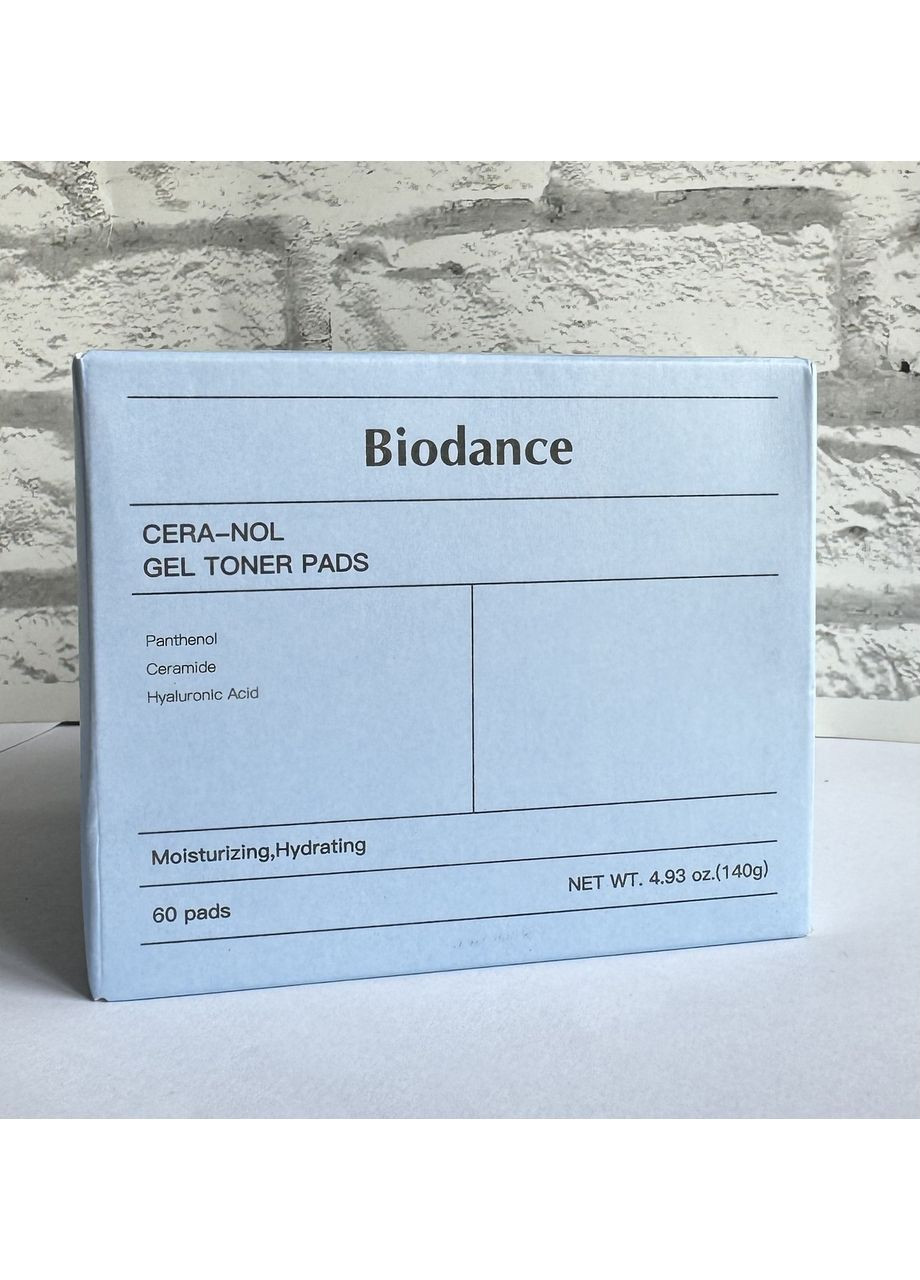 Biodance
CERA–NOL
GEL TONER PADS
Panthenol
Ceramide
Hyaluronic Acid
Moisturizing,Hydrating
NET WT. 4.93 oz.(140g)
60 pads